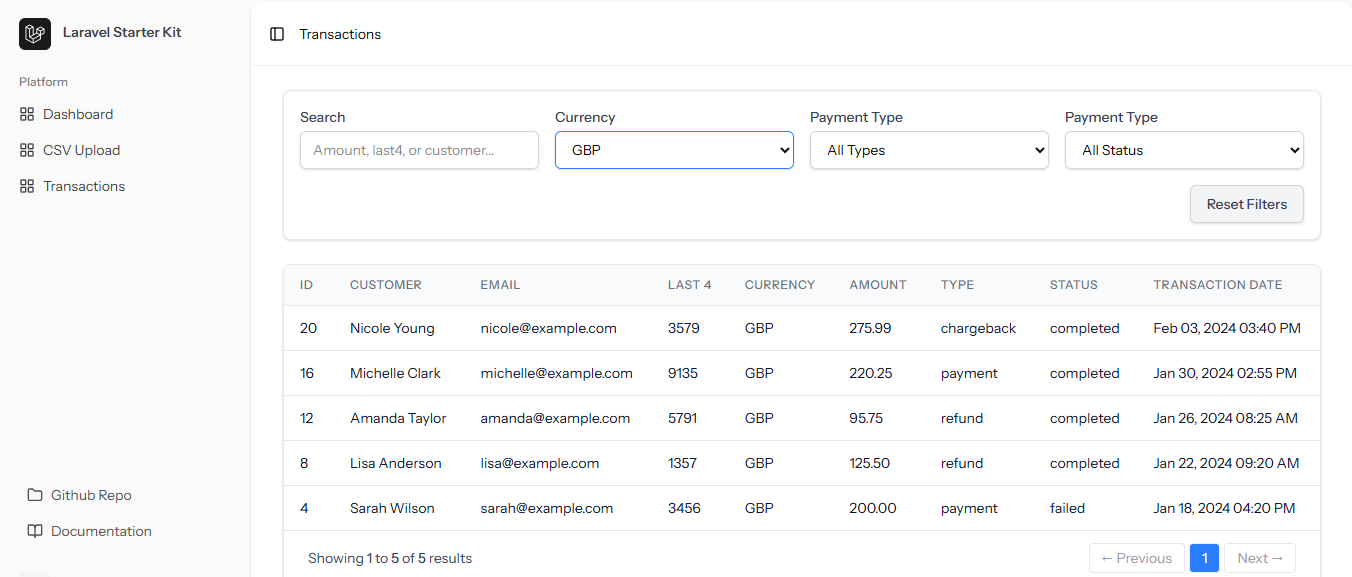 Laravel Starter Kit
Platform
Dashboard
CSV Upload
Transactions
Github Repo
Documentation
Transactions
Search Currency Payment Type Payment Type
Amount, last4, or customer... GBP All Types All Status
Reset Filters
ID CUSTOMER EMAIL LAST 4 CURRENCY AMOUNT TYPE STATUS TRANSACTION DATE
20 Nicole Young nicole@example.com 3579 GBP 275.99 chargeback completed Feb 03, 2024 03:40 PM
16 Michelle Clark michelle@example.com 9135 GBP 220.25 payment completed Jan 30, 2024 02:55 PM
12 Amanda Taylor amanda@example.com 5791 GBP 95.75 refund completed Jan 26, 2024 08:25 AM
8 Lisa Anderson lisa@example.com 1357 GBP 125.50 refund completed Jan 22, 2024 09:20 AM
4 Sarah Wilson sarah@example.com 3456 GBP 200.00 payment failed Jan 18, 2024 04:20 PM
Showing 1 to 5 of 5 results ← Previous 1 Next →